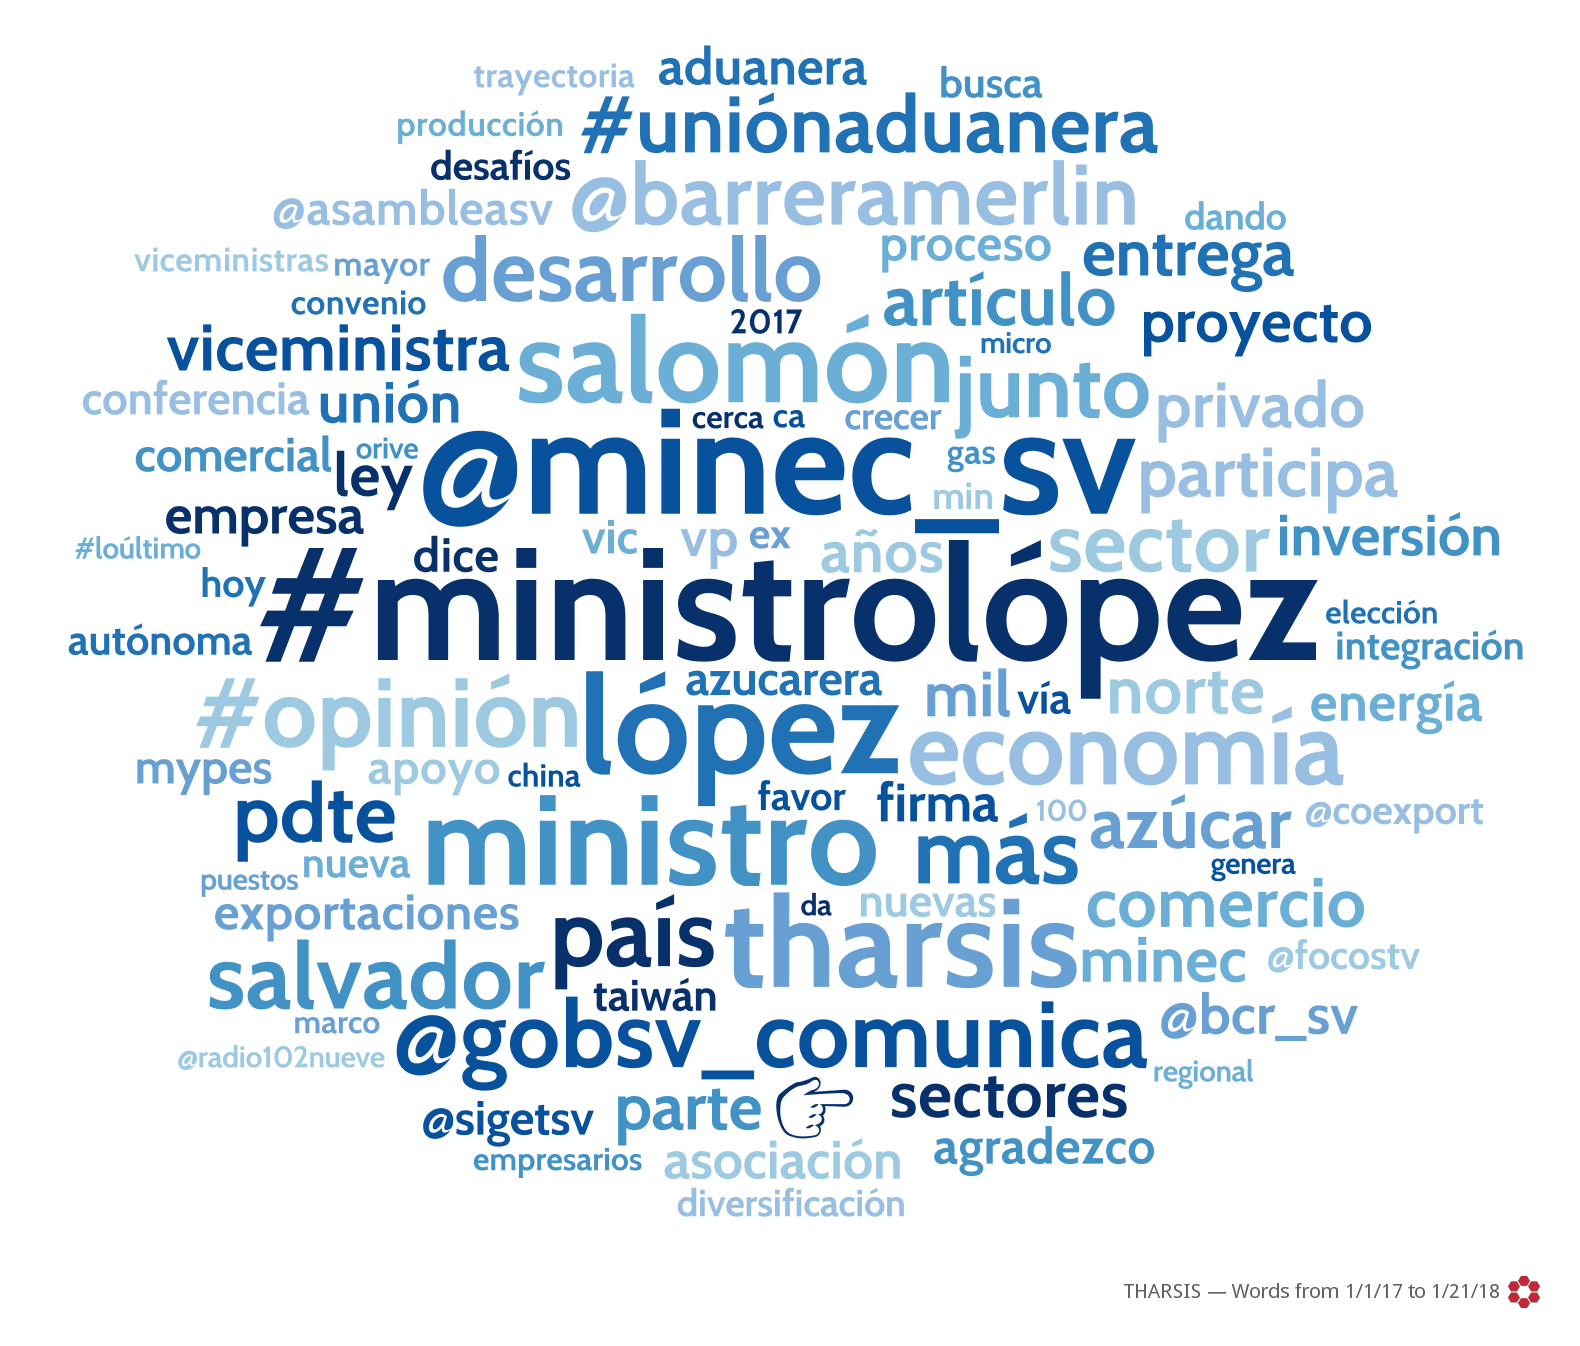 trayectoria aduanera busca
producción #uniónaduanera
desafíos
@asambleasv @barreramerlin dando
viceministras mayor desarrollo proceso entrega
convenio 2017 artículo proyecto
viceministra salomón micro
conferencia unión junto privado
cerca ca crecer
comercial orive ley @minec_sv gas participa
min
empresa
#loúltimo dice vic vp ex años sector inversión
hoy #ministrolópez elección
autónoma integración
#opinión azucarera mil vía norte energía
lópez economía
mypes apoyo china
pdte favor firma 100 azúcar @coexport
nueva ministro más genera
puestos
exportaciones país da nuevas comercio
tharsis
salvador minec @focostv
taiwán
marco @gobsv_comunica @bcr_sv
@radio102nueve regional
@sigetsv parte sectores
empresarios asociación agradezco
diversificación
THARSIS — Words from 1/1/17 to 1/21/18